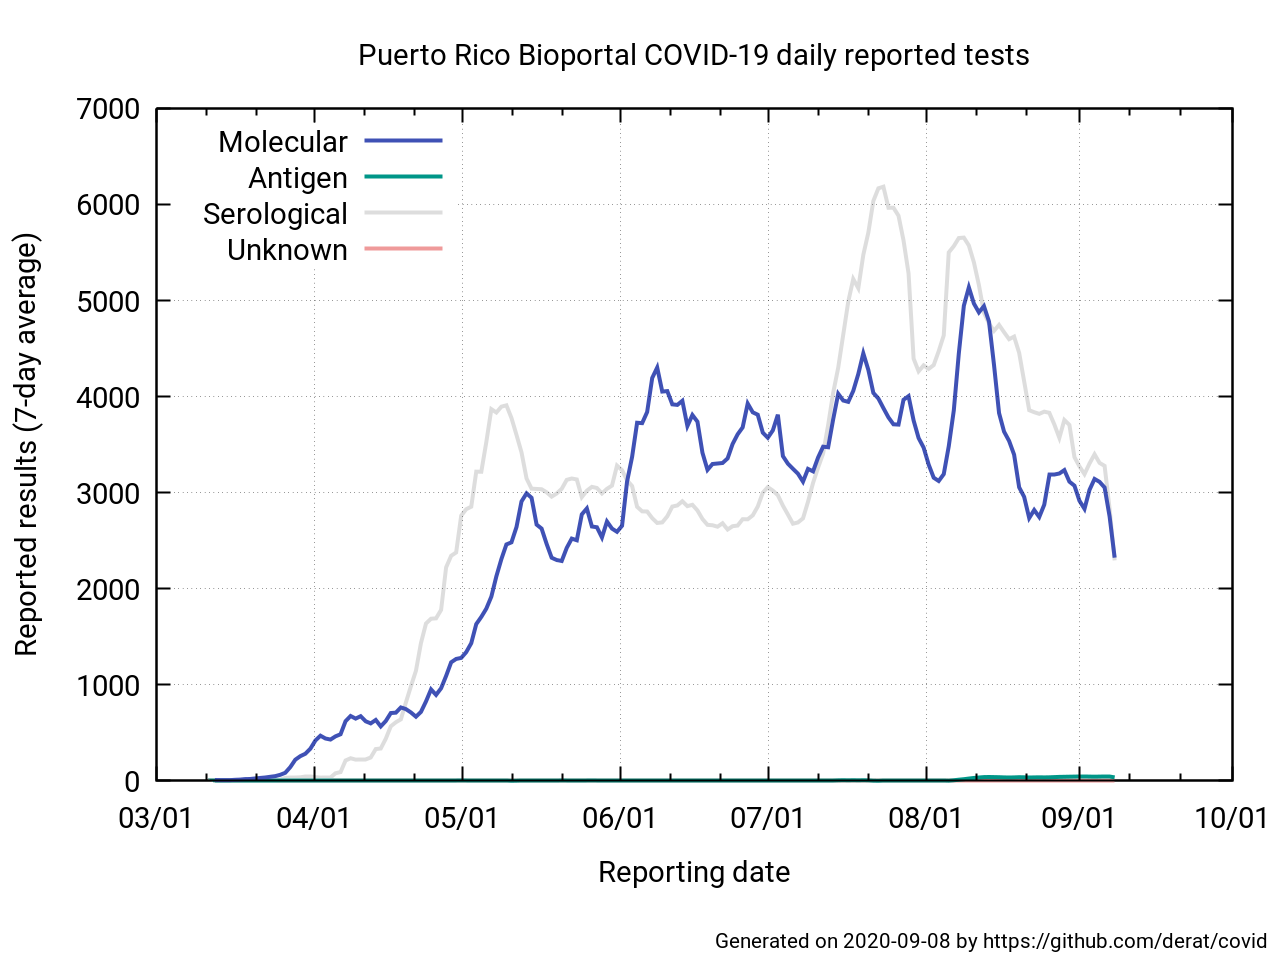 Puerto Rico Bioportal COVID-19 daily reported tests
7000
6000
5000
4000
3000
2000
1000
0
Molecular
Antigen
Serological
Unknown
Reported results (7-day average)
03/01 04/01 05/01 06/01 07/01 08/01 09/01 10/01
Reporting date
Generated on 2020-09-08 by https://github.com/derat/covid